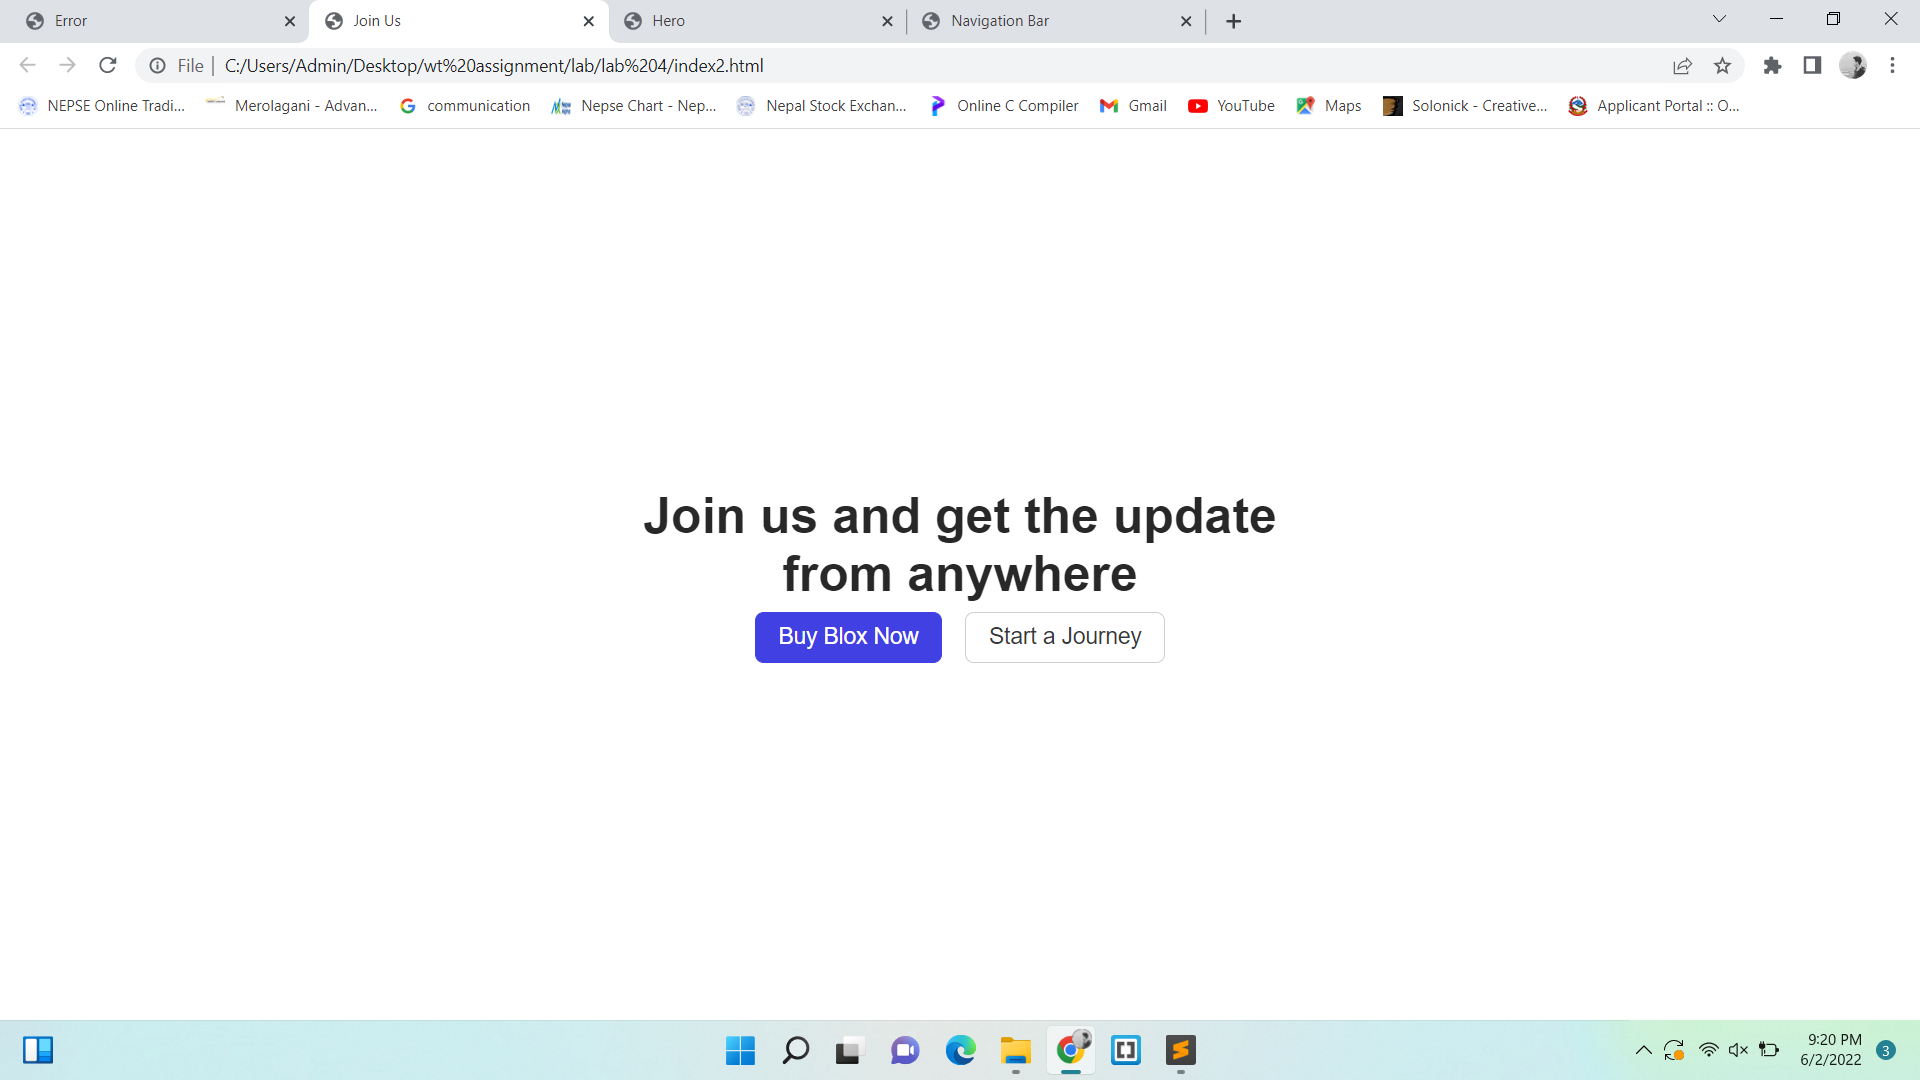 Error
Join Us
Hero
Navigation Bar
File
C:/Users/Admin/Desktop/wt%20assignment/lab/lab%204/index2.html
NEPSE Online Tradi...
Merolagani - Advan...
communication
Nepse Chart - Nep...
Nepal Stock Exchan...
Online C Compiler
Gmail
YouTube
Maps
Solonick - Creative...
Applicant Portal :: O...
Join us and get the update
from anywhere
Buy Blox Now
Start a Journey
9:20 PM
6/2/2022
3